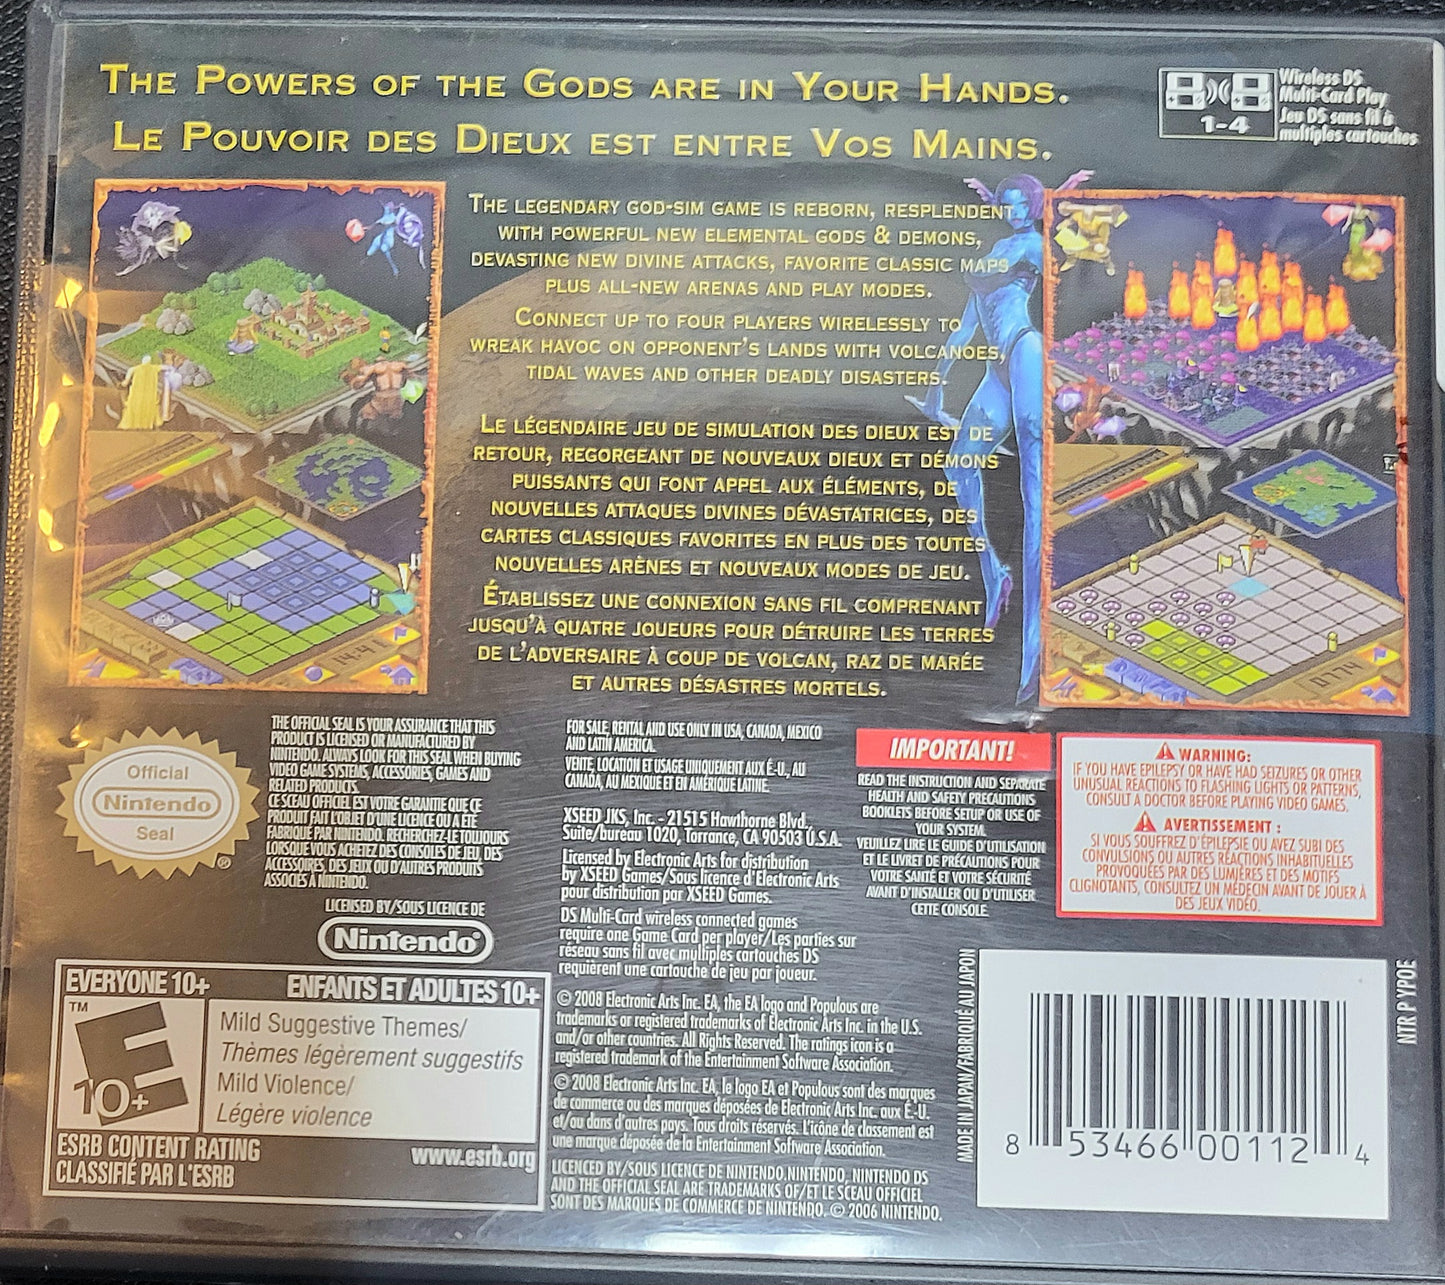 THE POWERS OF THE GODS ARE IN YOUR HANDS.
LE POUVOIR DES DIEUX EST ENTRE VOS MAINS.
1-4
Wireless DS
Multi-Card Play
Jeu DS sans fil à
multiples cartouches
THE LEGENDARY GOD-SIM GAME IS REBORN, RESPLENDENT
WITH POWERFUL NEW ELEMENTAL GODS & DEMONS,
DEVASTING NEW DIVINE ATTACKS, FAVORITE CLASSIC MAPS
PLUS ALL-NEW ARENAS AND PLAY MODES.
CONNECT UP TO FOUR PLAYERS WIRELESSLY TO
WREAK HAVOC ON OPPONENT'S LANDS WITH VOLCANOES,
TIDAL WAVES AND OTHER DEADLY DISASTERS.
LE LÉGENDAIRE JEU DE SIMULATION DES DIEUX EST DE
RETOUR, REGORGEANT DE NOUVEAUX DIEUX ET DÉMONS
PUISSANTS QUI FONT APPEL AUX ÉLÉMENTS, DE
NOUVELLES ATTAQUES DIVINES DÉVASTATRICES, DES
CARTES CLASSIQUES FAVORITES EN PLUS DES TOUTES
NOUVELLES ARÈNES ET NOUVEAUX MODES DE JEU.
ÉTABLISSEZ UNE CONNEXION SANS FIL COMPRENANT
JUSQU'À QUATRE JOUEURS POUR DÉTRUIRE LES TERRES
DE L'ADVERSAIRE À COUP DE VOLCAN, RAZ DE MARÉE
ET AUTRES DÉSASTRES MORTELS.
14:41
074
Official
Nintendo
Seal
®
THE OFFICIAL SEAL IS YOUR ASSURANCE THAT THIS
PRODUCT IS LICENSED OR MANUFACTURED BY
NINTENDO. ALWAYS LOOK FOR THIS SEAL WHEN BUYING
VIDEO GAME SYSTEMS, ACCESSORIES, GAMES AND
RELATED PRODUCTS.
CE SCEAU OFFICIEL EST VOTRE GARANTIE QUE CE
PRODUIT FAIT L'OBJET D'UNE LICENCE OU A ÉTÉ
FABRIQUÉ PAR NINTENDO. RECHERCHEZ-LE TOUJOURS
LORSQUE VOUS ACHETEZ DES CONSOLES DE JEU, DES
ACCESSOIRES, DES JEUX OU D'AUTRES PRODUITS
ASSOCIÉS À NINTENDO.
LICENSED BY/SOUS LICENCE DE
Nintendo®
FOR SALE, RENTAL AND USE ONLY IN USA, CANADA, MEXICO
AND LATIN AMERICA.
VENTE, LOCATION ET USAGE UNIQUEMENT AUX É.-U., AU
CANADA, AU MEXIQUE ET EN AMÉRIQUE LATINE.
XSEED JKS, Inc. - 21515 Hawthorne Blvd.,
Suite/bureau 1020, Torrance, CA 90503 U.S.A.
Licensed by Electronic Arts for distribution
by XSEED Games/Sous licence d'Electronic Arts
pour distribution par XSEED Games.
DS Multi-Card wireless connected games
require one Game Card per player/Les parties sur
réseau sans fil avec multiples cartouches DS
requièrent une cartouche de jeu par joueur.
© 2008 Electronic Arts Inc. EA, the EA logo and Populous are
trademarks or registered trademarks of Electronic Arts Inc. in the U.S.
and/or other countries. All Rights Reserved. The ratings icon is a
registered trademark of the Entertainment Software Association.
© 2008 Electronic Arts Inc. EA, le logo EA et Populous sont des marques
de commerce ou des marques déposées de Electronic Arts Inc. aux É.-U.
et/ou dans d'autres pays. Tous droits réservés. L'icône de classement est
une marque déposée de la Entertainment Software Association.
LICENCED BY/SOUS LICENCE DE NINTENDO. NINTENDO, NINTENDO DS
AND THE OFFICIAL SEAL ARE TRADEMARKS OF/ET LE SCEAU OFFICIEL
SONT DES MARQUES DE COMMERCE DE NINTENDO. © 2006 NINTENDO.
IMPORTANT!
READ THE INSTRUCTION AND SEPARATE
HEALTH AND SAFETY PRECAUTIONS
BOOKLETS BEFORE SETUP OR USE OF
YOUR SYSTEM.
VEUILLEZ LIRE LE GUIDE D'UTILISATION
ET LE LIVRET DE PRÉCAUTIONS POUR
VOTRE SANTÉ ET VOTRE SÉCURITÉ
AVANT D'INSTALLER OU D'UTILISER
CETTE CONSOLE.
WARNING:
IF YOU HAVE EPILEPSY OR HAVE HAD SEIZURES OR OTHER
UNUSUAL REACTIONS TO FLASHING LIGHTS OR PATTERNS,
CONSULT A DOCTOR BEFORE PLAYING VIDEO GAMES.
AVERTISSEMENT :
SI VOUS SOUFFREZ D'ÉPILEPSIE OU AVEZ SUBI DES
CONVULSIONS OU AUTRES RÉACTIONS INHABITUELLES
PROVOQUÉES PAR DES LUMIÈRES ET DES MOTIFS
CLIGNOTANTS, CONSULTEZ UN MÉDECIN AVANT DE JOUER À
DES JEUX VIDÉO.
EVERYONE 10+
ENFANTS ET ADULTES 10+
TM
E
10+
Mild Suggestive Themes/
Thèmes légèrement suggestifs
Mild Violence/
Légère violence
ESRB CONTENT RATING
CLASSIFIÉ PAR L'ESRB
www.esrb.org
MADE IN JAPAN/FABRIQUÉ AU JAPON
8 53466 00112 4
NTR P YPOE